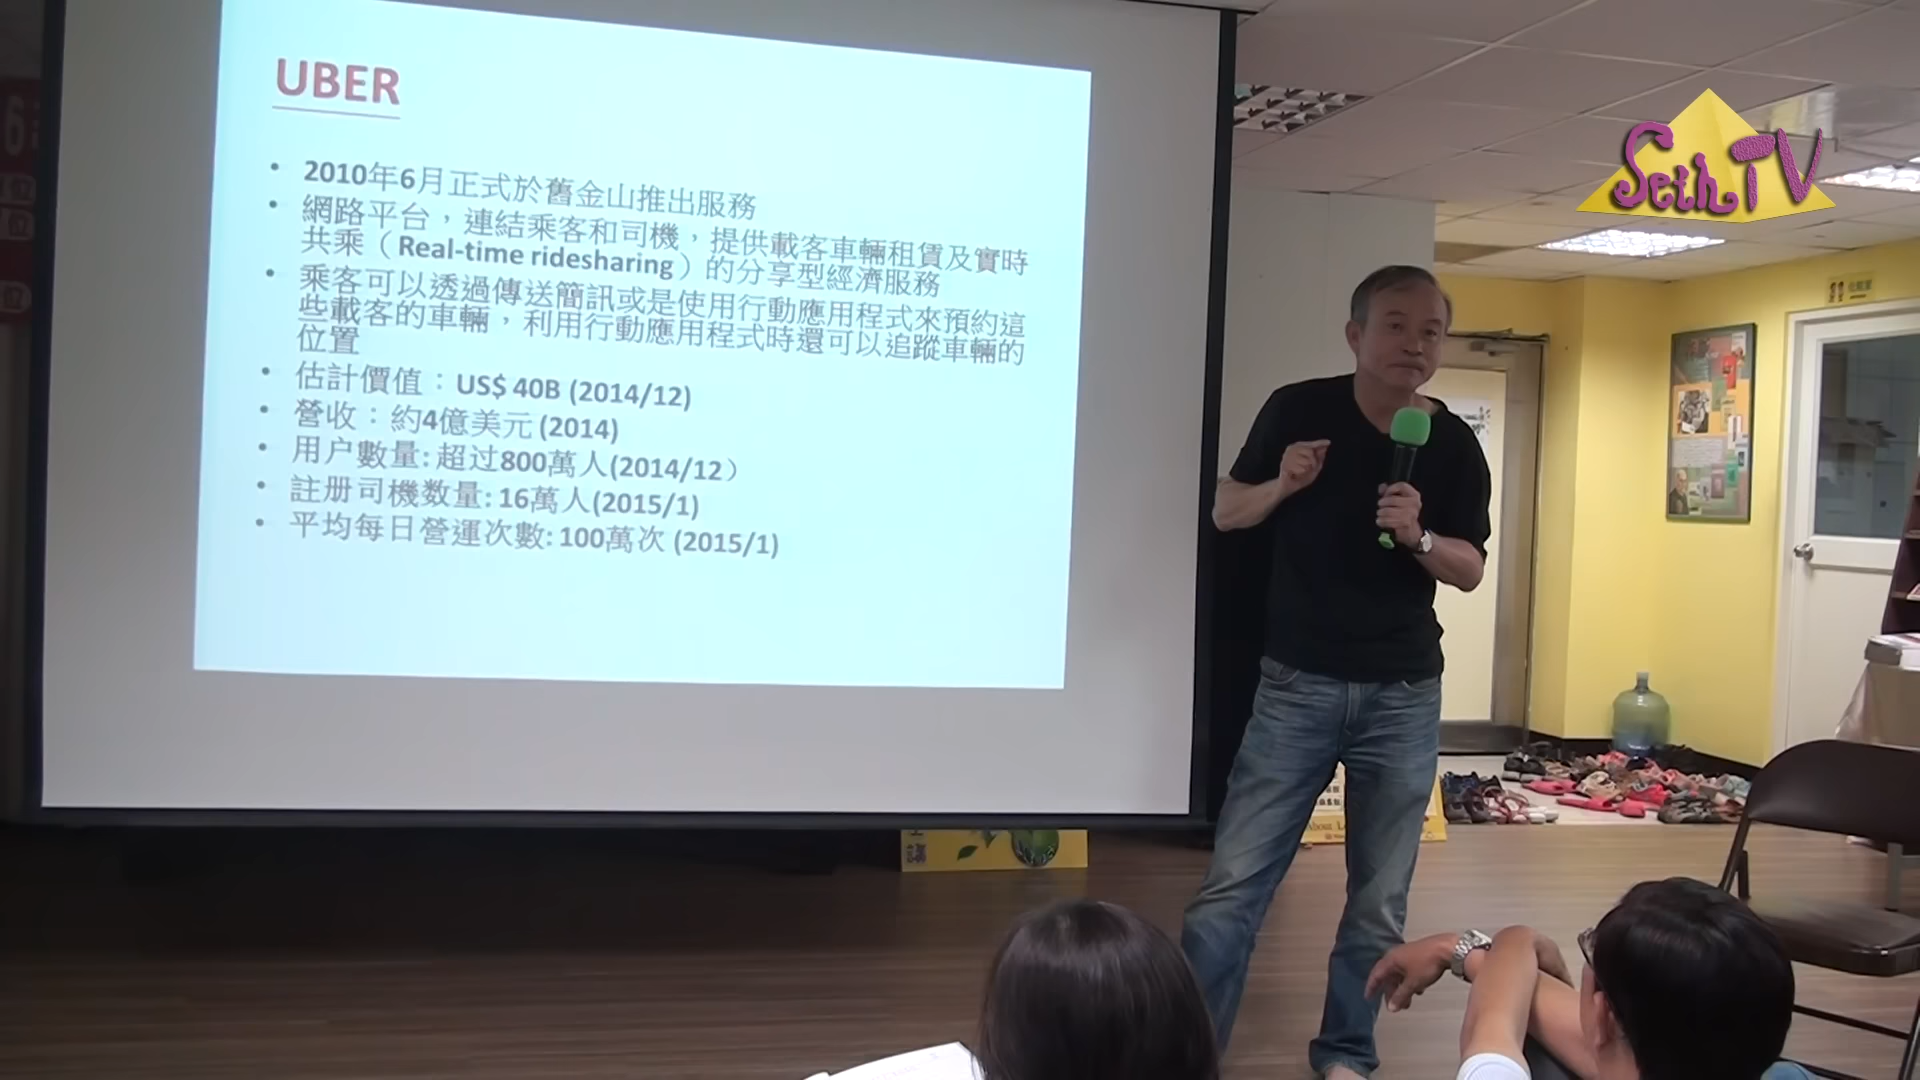 UBER
• 2010年6月正式於舊金山推出服務
• 網路平台，連結乘客和司機，提供載客車輛租賃及實時
共乘（Real-time ridesharing）的分享型經濟服務
• 乘客可以透過傳送簡訊或是使用行動應用程式來預約這
些載客的車輛，利用行動應用程式時還可以追蹤車輛的
位置
• 估計價值：US$ 40B (2014/12)
• 營收：約4億美元 (2014)
• 用户數量: 超过800萬人(2014/12）
• 註册司機数量: 16萬人(2015/1)
• 平均每日營運次數: 100萬次 (2015/1)
Seth TV